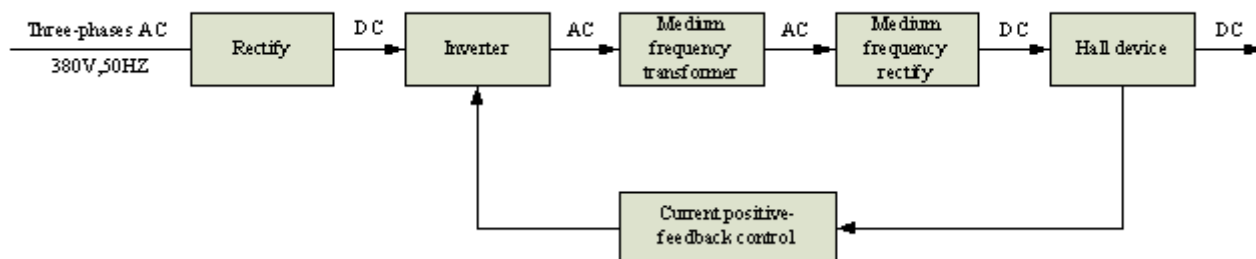 Three-phases AC
380V,50HZ
Rectify
DC
Inverter
AC
Medium
frequency
transformer
AC
Medium
frequency
rectify
DC
Hall device
DC
Current positive-
feedback control